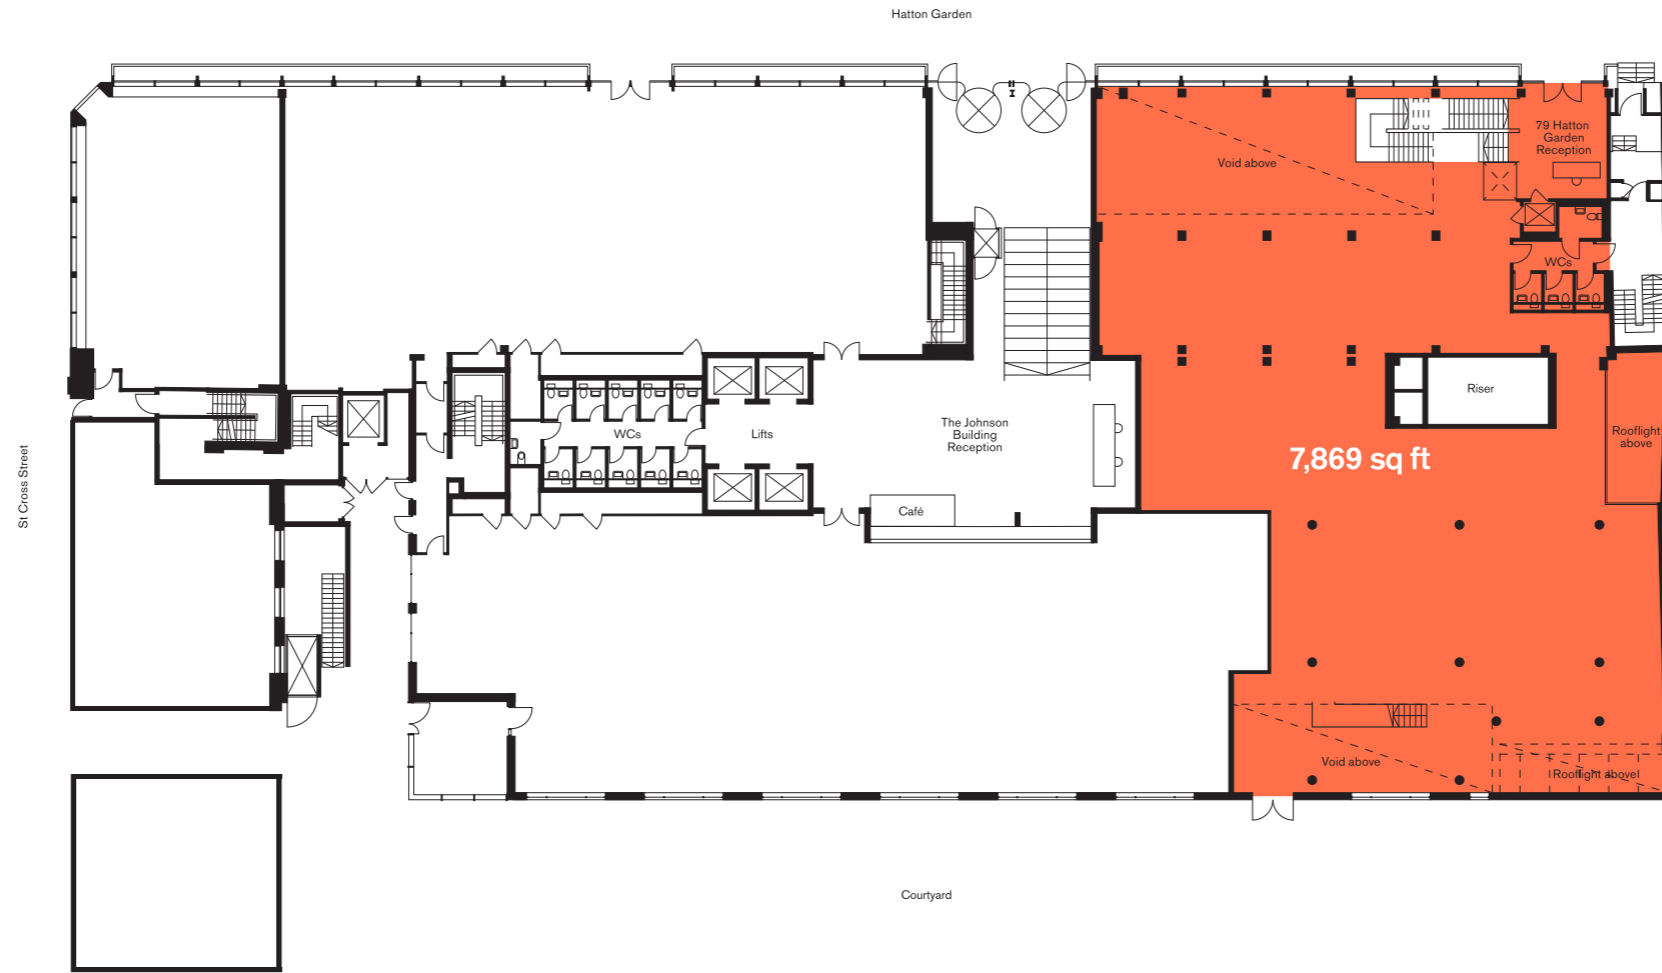 Hatton Garden
79 Hatton
Garden
Reception
Void above
WCs
Riser
The Johnson
Building
Reception
WCs
Lifts
Rooflight
above
7,869 sq ft
St Cross Street
Café
Void above
Rooflight above
Courtyard